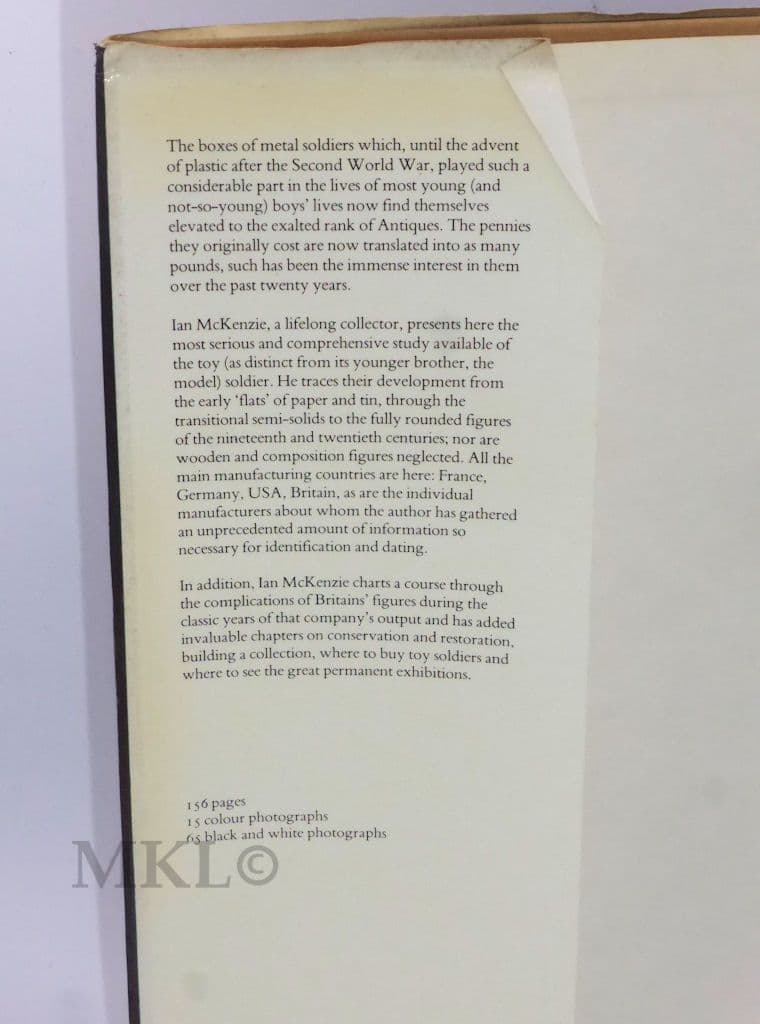 The boxes of metal soldiers which, until the advent
of plastic after the Second World War, played such a
considerable part in the lives of most young (and
not-so-young) boys' lives now find themselves
elevated to the exalted rank of Antiques. The pennies
they originally cost are now translated into as many
pounds, such has been the immense interest in them
over the past twenty years.
Ian McKenzie, a lifelong collector, presents here the
most serious and comprehensive study available of
the toy (as distinct from its younger brother, the
model) soldier. He traces their development from
the early 'flats' of paper and tin, through the
transitional semi-solids to the fully rounded figures
of the nineteenth and twentieth centuries; nor are
wooden and composition figures neglected. All the
main manufacturing countries are here: France,
Germany, USA, Britain, as are the individual
manufacturers about whom the author has gathered
an unprecedented amount of information so
necessary for identification and dating.
In addition, Ian McKenzie charts a course through
the complications of Britains' figures during the
classic years of that company's output and has added
invaluable chapters on conservation and restoration,
building a collection, where to buy toy soldiers and
where to see the great permanent exhibitions.
156 pages
15 colour photographs
65 black and white photographs
MKL©